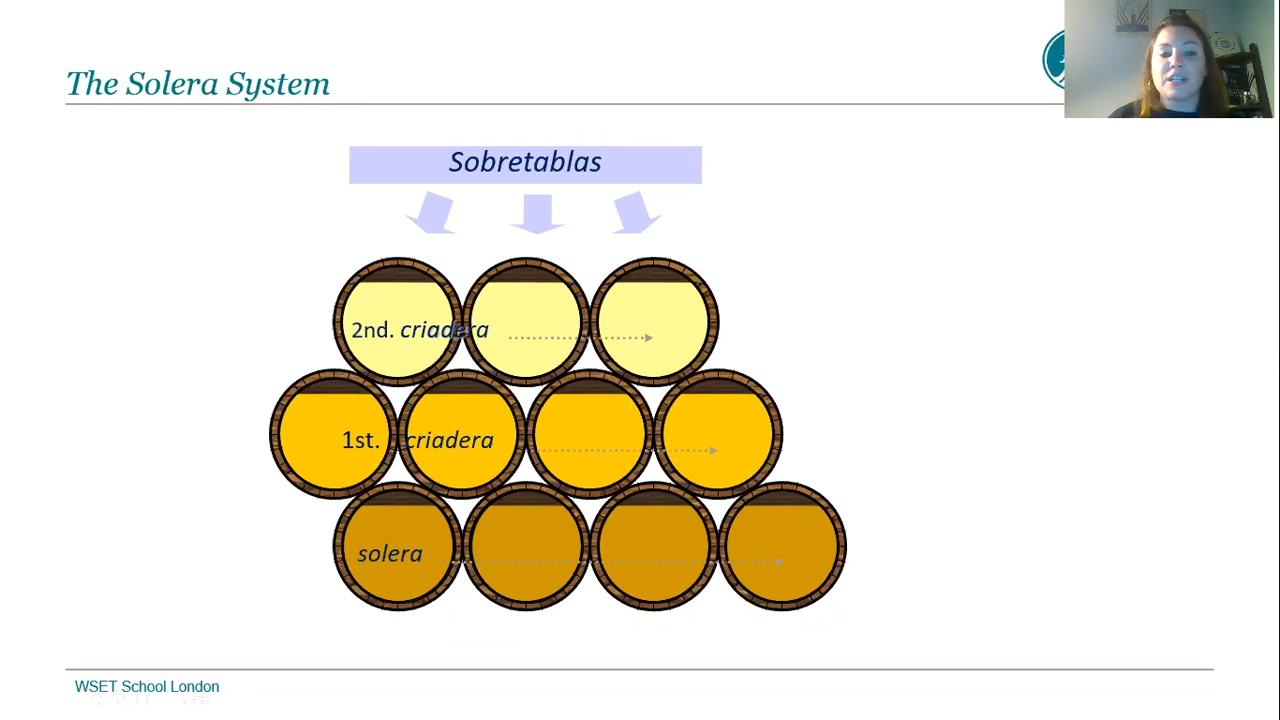 The Solera System
Sobretablas
2nd. criadera
1st. criadera
solera
WSET School London